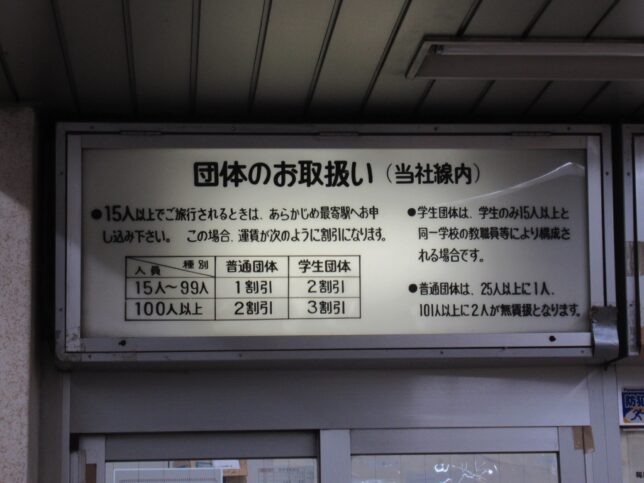 団体のお取扱い（当社線内）
●15人以上でご旅行されるときは、あらかじめ最寄駅へお申
し込み下さい。 この場合、運賃が次のように割引になります。
人員 種別 普通団体 学生団体
15人〜99人 1割引 2割引
100人以上 2割引 3割引
●学生団体は、学生のみ15人以上と
同一学校の教職員等により構成さ
れる場合です。
●普通団体は、25人以上に1人、
101人以上に2人が無賃扱となります。
防犯